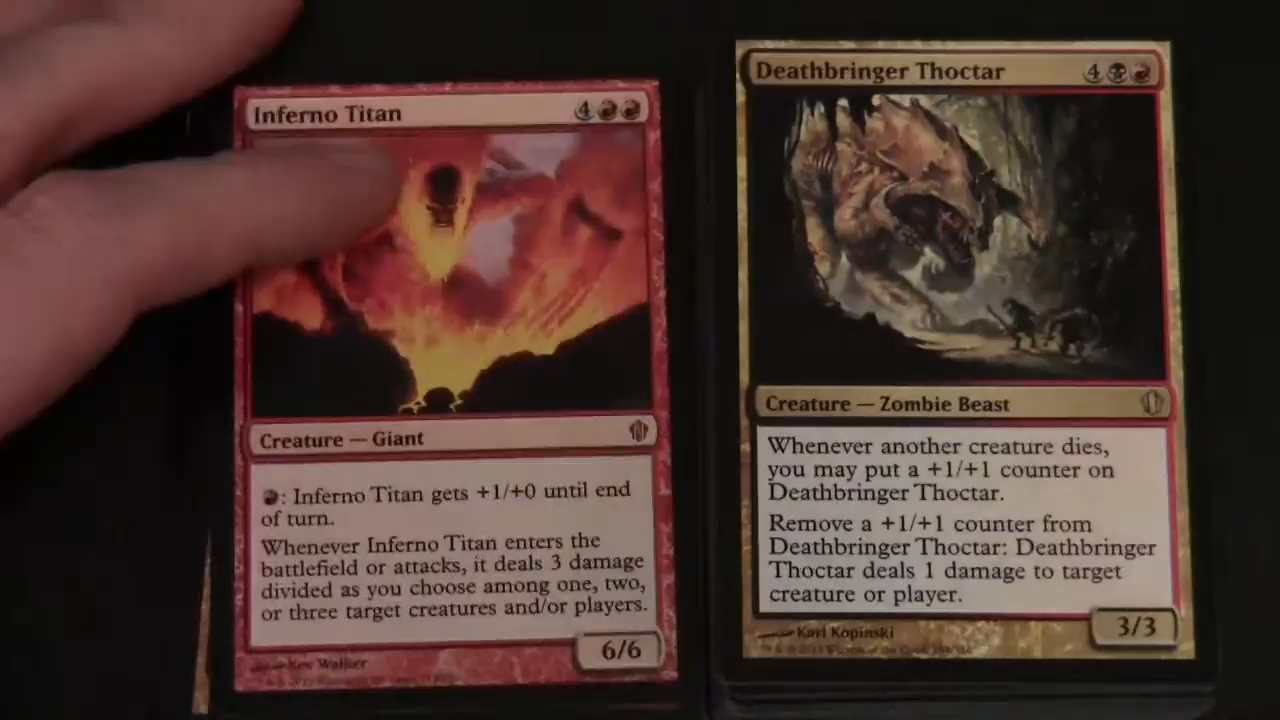 Inferno Titan
4
Creature — Giant
: Inferno Titan gets +1/+0 until end
of turn.
Whenever Inferno Titan enters the
battlefield or attacks, it deals 3 damage
divided as you choose among one, two,
or three target creatures and/or players.
6/6
Kev Walker
Deathbringer Thoctar
4
Creature — Zombie Beast
Whenever another creature dies,
you may put a +1/+1 counter on
Deathbringer Thoctar.
Remove a +1/+1 counter from
Deathbringer Thoctar: Deathbringer
Thoctar deals 1 damage to target
creature or player.
3/3
Karl Kopinski